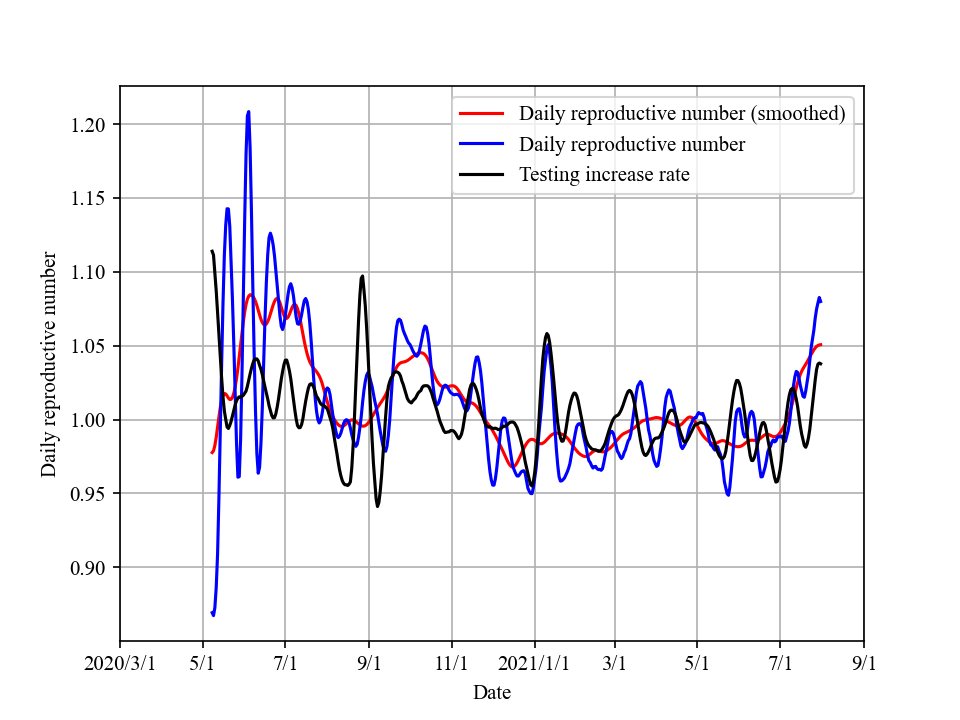 Daily reproductive number (smoothed)
Daily reproductive number
Testing increase rate
Daily reproductive number
1.20
1.15
1.10
1.05
1.00
0.95
0.90
2020/3/1 5/1 7/1 9/1 11/1 2021/1/1 3/1 5/1 7/1 9/1
Date